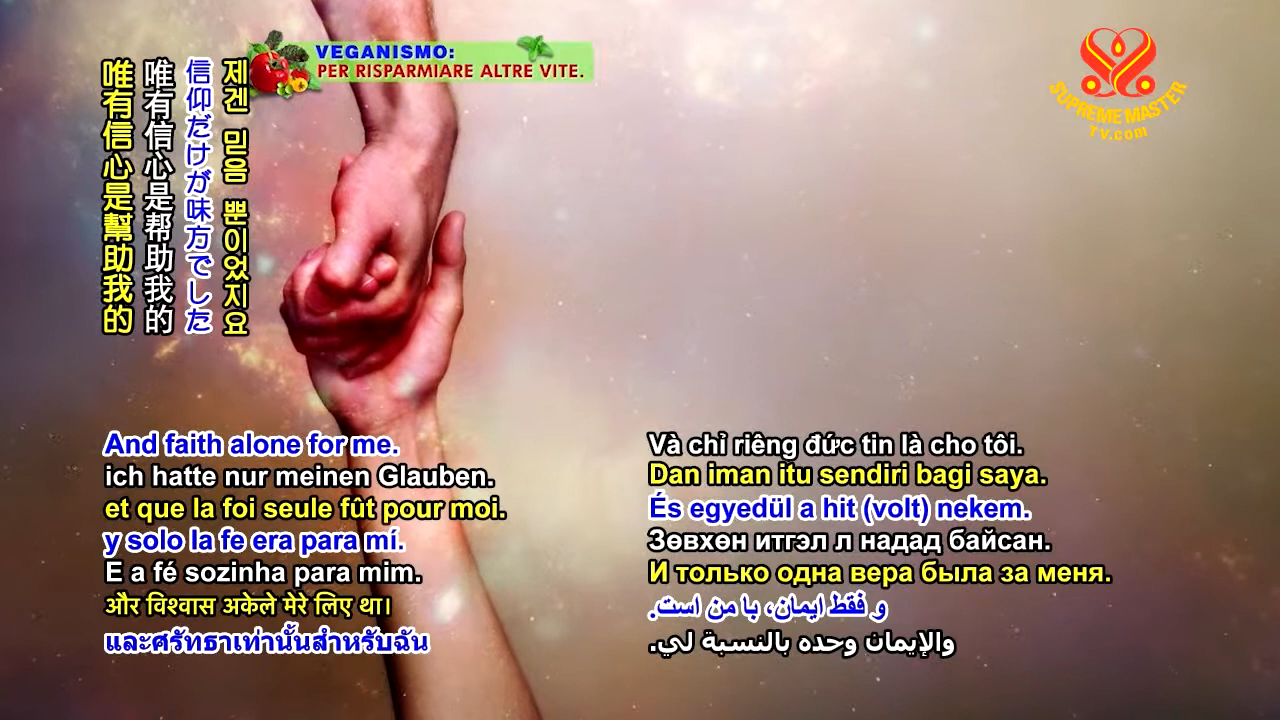 VEGANISMO:
PER RISPARMIARE ALTRE VITE.
SUPREME MASTER
TV.com
제겐 믿음 뿐이었지요
信仰だけが味方でした
唯有信心是帮助我的
唯有信心是幫助我的
And faith alone for me.
ich hatte nur meinen Glauben.
et que la foi seule fût pour moi.
y solo la fe era para mí.
E a fé sozinha para mim.
और विश्वास अकेले मेरे लिए था।
และศรัทธาเท่านั้นสำหรับฉัน
Và chỉ riêng đức tin là cho tôi.
Dan iman itu sendiri bagi saya.
És egyedül a hit (volt) nekem.
Зөвхөн итгэл л надад байсан.
И только одна вера была за меня.
و فقط ایمان، با من است.
والإيمان وحده بالنسبة لي.